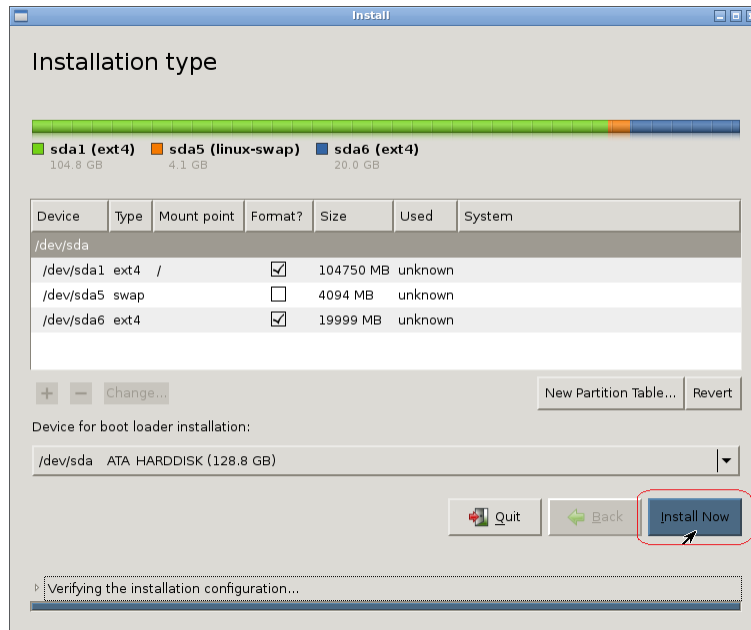 Install
Installation type
sda1 (ext4) sda5 (linux-swap) sda6 (ext4)
104.8 GB 4.1 GB 20.0 GB
Device Type Mount point Format? Size Used System
/dev/sda
/dev/sda1 ext4 / 104750 MB unknown
/dev/sda5 swap 4094 MB unknown
/dev/sda6 ext4 19999 MB unknown
+ − Change... New Partition Table... Revert
Device for boot loader installation:
/dev/sda ATA HARDDISK (128.8 GB)
Quit Back Install Now
Verifying the installation configuration...